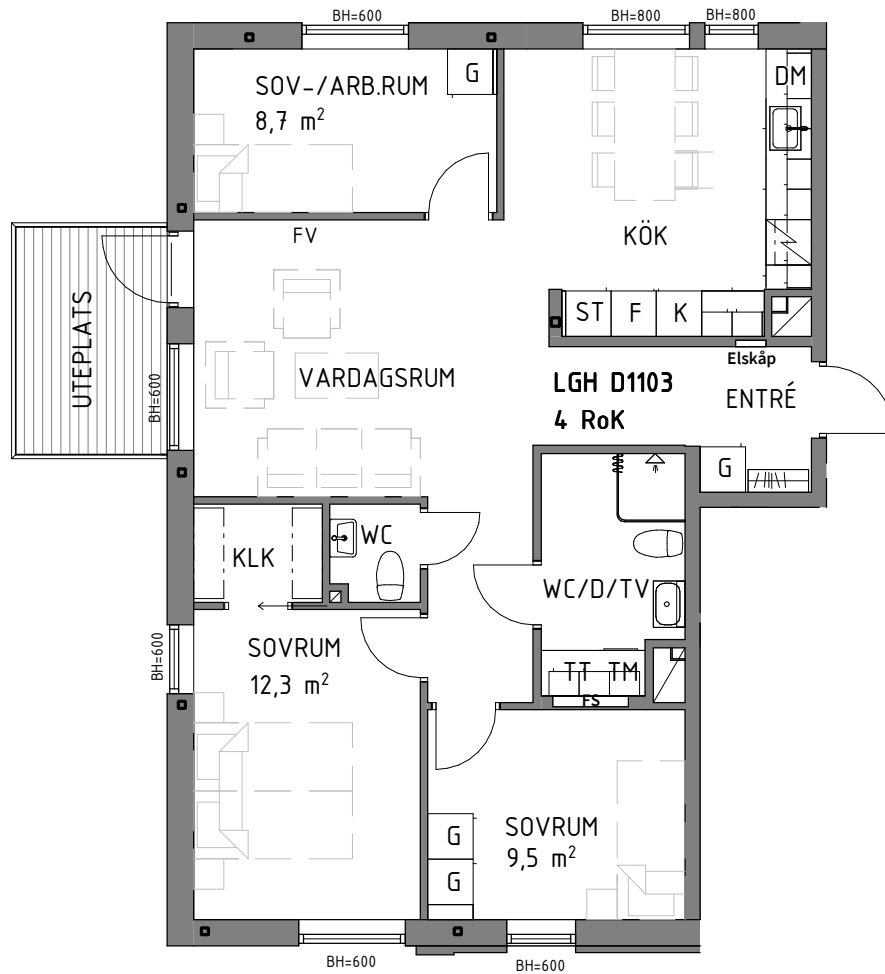 BH=600
BH=800
BH=800
SOV-/ARB.RUM
8,7 m²
G
DM
FV
KÖK
UTEPLATS
ST
F
K
Elskåp
BH=600
VARDAGSRUM
LGH D1103
4 RoK
ENTRÉ
G
KLK
WC
WC/D/TV
BH=600
SOVRUM
12,3 m²
TT
TM
FS
G
SOVRUM
9,5 m²
G
BH=600
BH=600